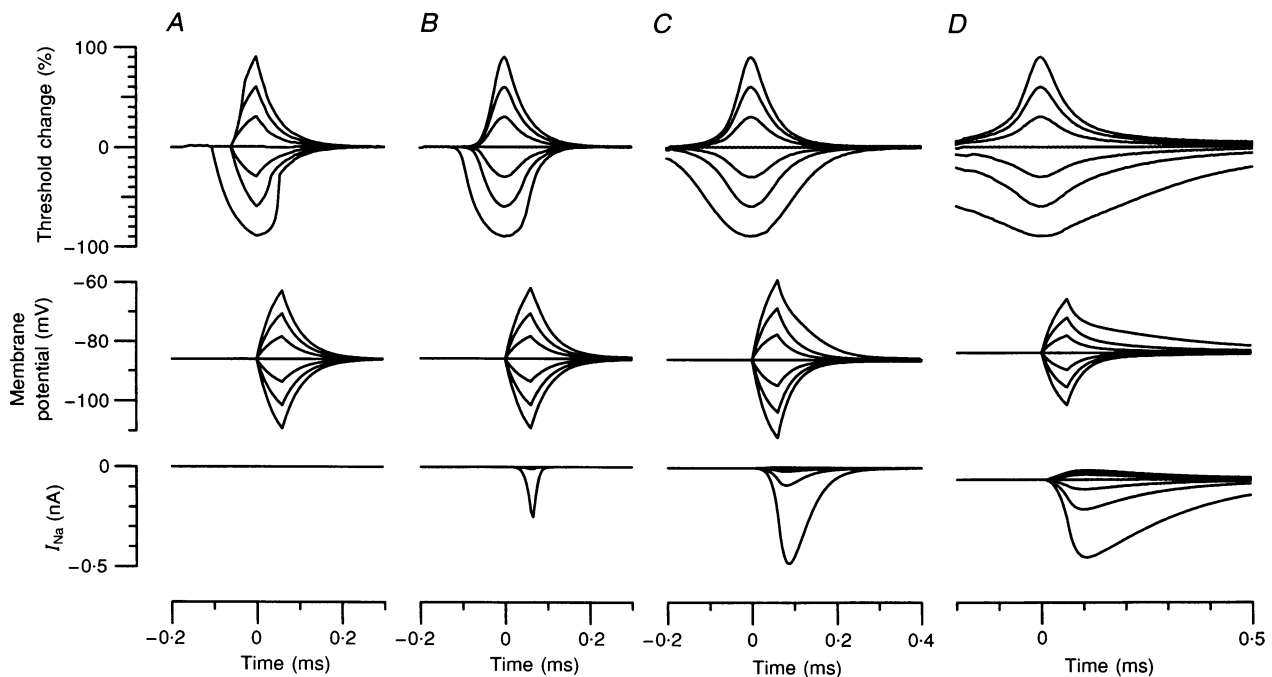 A B C D
Threshold change (%)
100
0
−100
Membrane
potential (mV)
−60
−80
−100
I Na (nA)
0
−0·5
−0·2 0 0·2
Time (ms)
−0·2 0 0·2
Time (ms)
−0·2 0 0·2 0·4
Time (ms)
0 0·5
Time (ms)